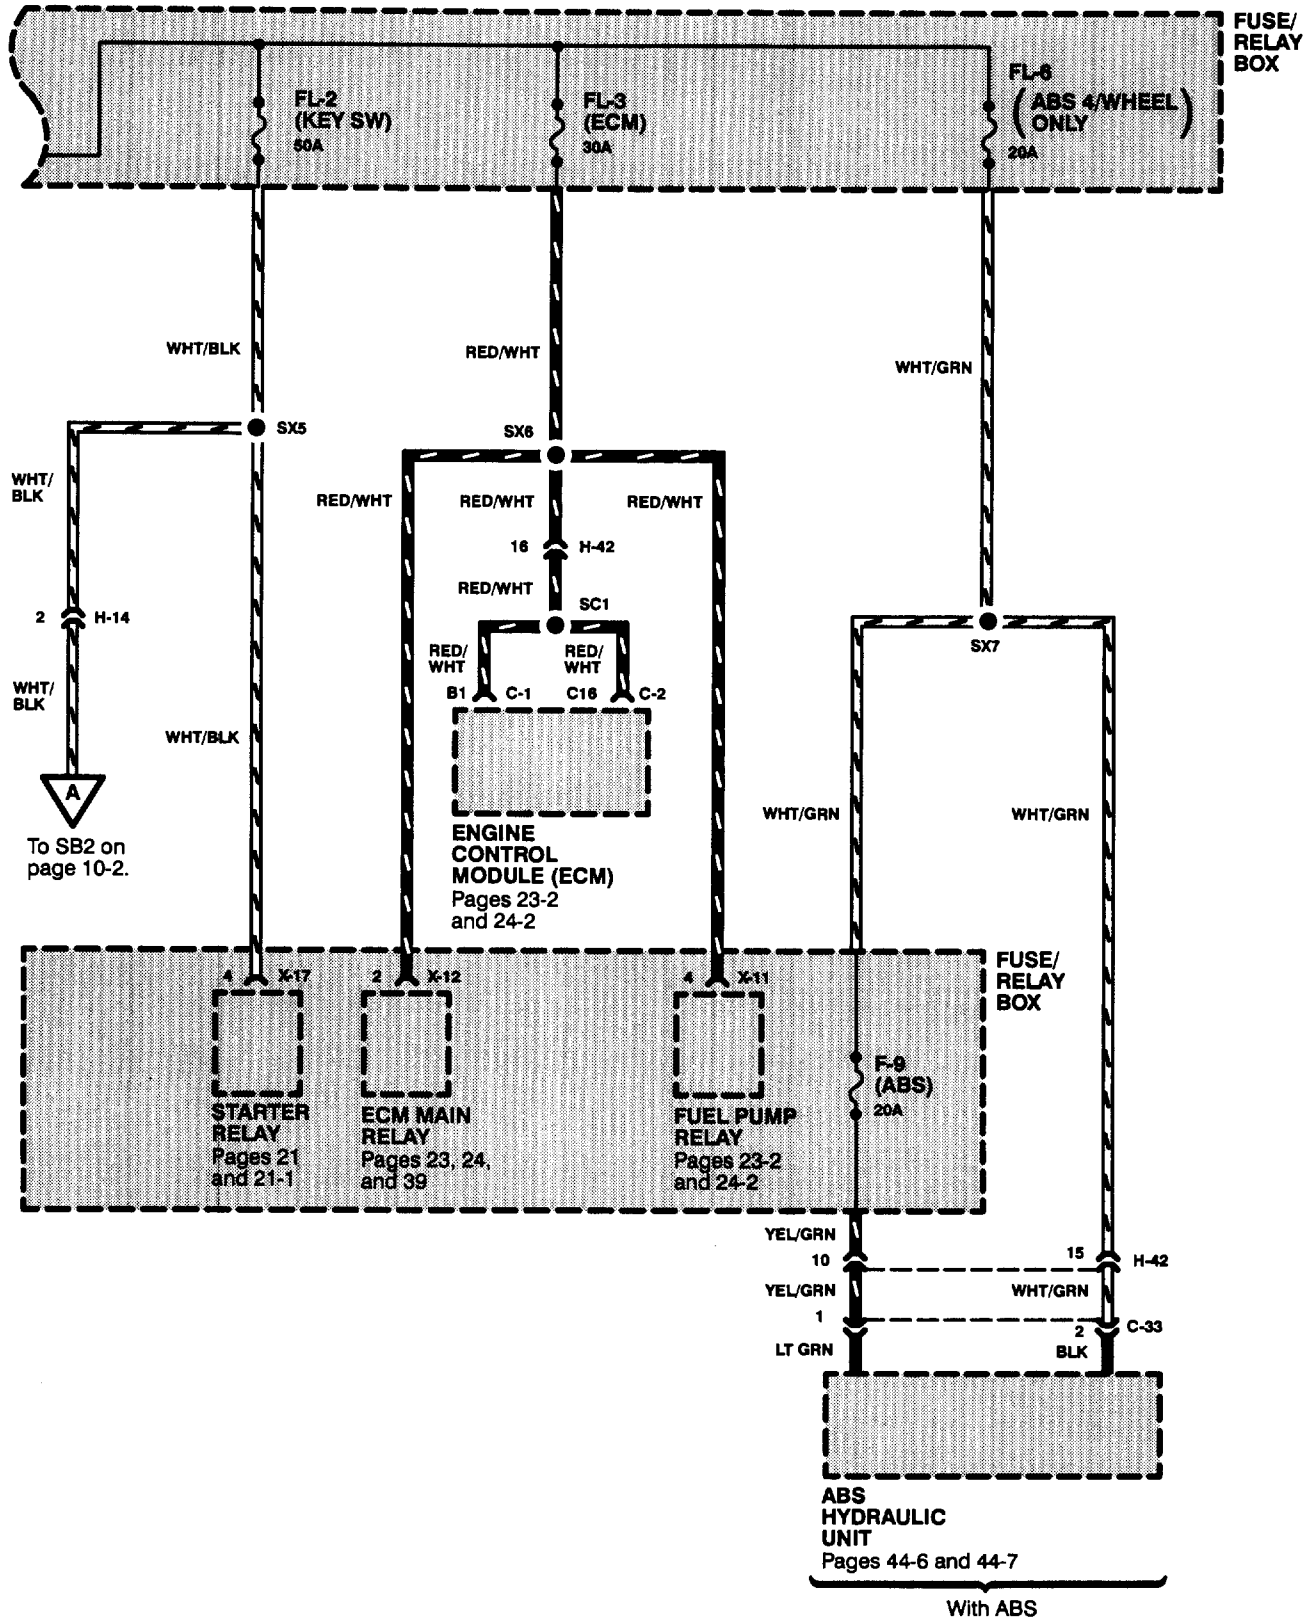 FUSE/
RELAY
BOX
FL-2
(KEY SW)
50A
FL-3
(ECM)
30A
FL-6
(ABS 4/WHEEL
ONLY)
20A
WHT/BLK
RED/WHT
WHT/GRN
SX5
SX6
WHT/
BLK
RED/WHT
RED/WHT
RED/WHT
16
H-42
RED/WHT
SC1
2
H-14
SX7
RED/
WHT
RED/
WHT
B1
C-1
C16
C-2
WHT/
BLK
WHT/BLK
A
To SB2 on
page 10-2.
WHT/GRN
WHT/GRN
ENGINE
CONTROL
MODULE (ECM)
Pages 23-2
and 24-2
FUSE/
RELAY
BOX
4
X-17
2
X-12
4
X-11
F-9
(ABS)
20A
STARTER
RELAY
Pages 21
and 21-1
ECM MAIN
RELAY
Pages 23, 24,
and 39
FUEL PUMP
RELAY
Pages 23-2
and 24-2
YEL/GRN
10
15
H-42
YEL/GRN
WHT/GRN
1
2
C-33
LT GRN
BLK
ABS
HYDRAULIC
UNIT
Pages 44-6 and 44-7
With ABS